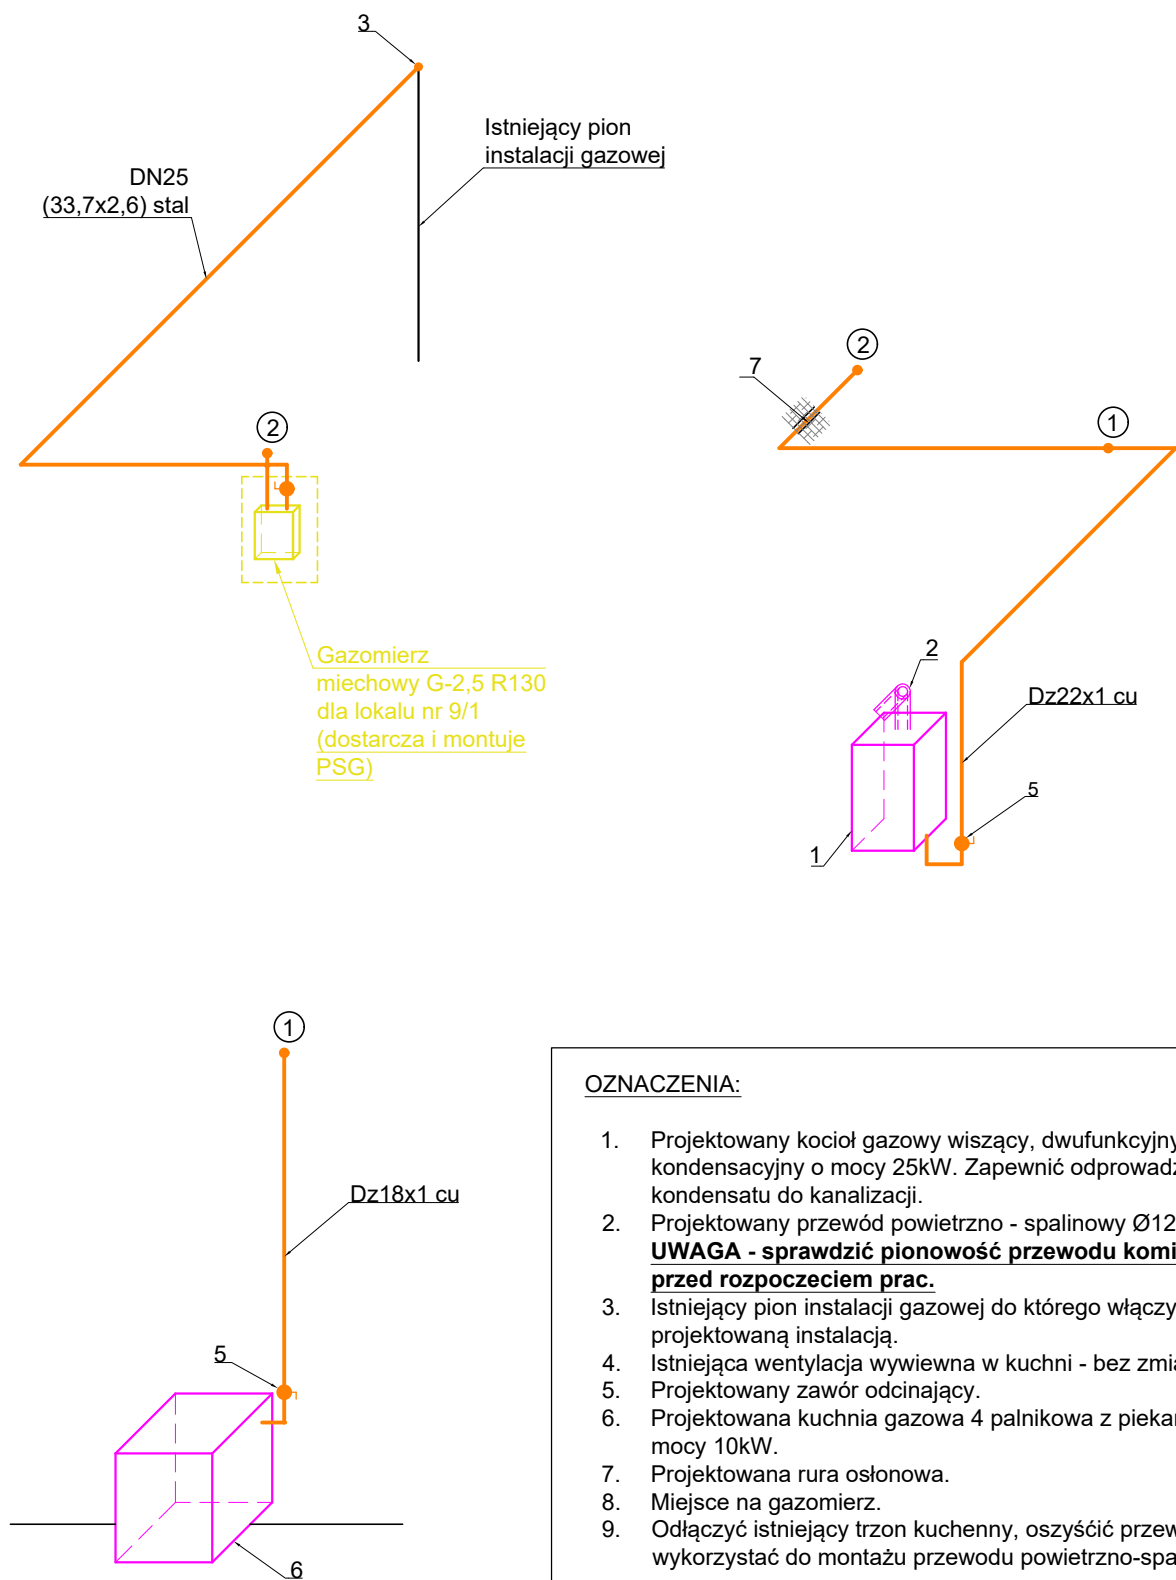 3
Istniejący pion
instalacji gazowej
DN25
(33,7x2,6) stal
2
7
2
1
Gazomierz
miechowy G-2,5 R130
dla lokalu nr 9/1
(dostarcza i montuje
PSG)
2
Dz22x1 cu
5
1
1
Dz18x1 cu
5
6
OZNACZENIA:
1. Projektowany kocioł gazowy wiszący, dwufunkcyjny
kondensacyjny o mocy 25kW. Zapewnić odprowadz
kondensatu do kanalizacji.
2. Projektowany przewód powietrzno - spalinowy Ø12
UWAGA - sprawdzić pionowość przewodu komi
przed rozpoczeciem prac.
3. Istniejący pion instalacji gazowej do którego włączy
projektowaną instalacją.
4. Istniejąca wentylacja wywiewna w kuchni - bez zmia
5. Projektowany zawór odcinający.
6. Projektowana kuchnia gazowa 4 palnikowa z piekar
mocy 10kW.
7. Projektowana rura osłonowa.
8. Miejsce na gazomierz.
9. Odłączyć istniejący trzon kuchenny, oszyśćić przew
wykorzystać do montażu przewodu powietrzno-spa